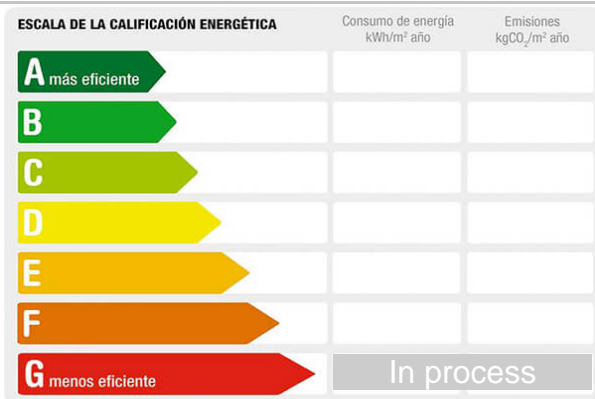 ESCALA DE LA CALIFICACIÓN ENERGÉTICA
Consumo de energía
kWh/m² año
Emisiones
kgCO₂/m² año
A más eficiente
B
C
D
E
F
G menos eficiente
In process